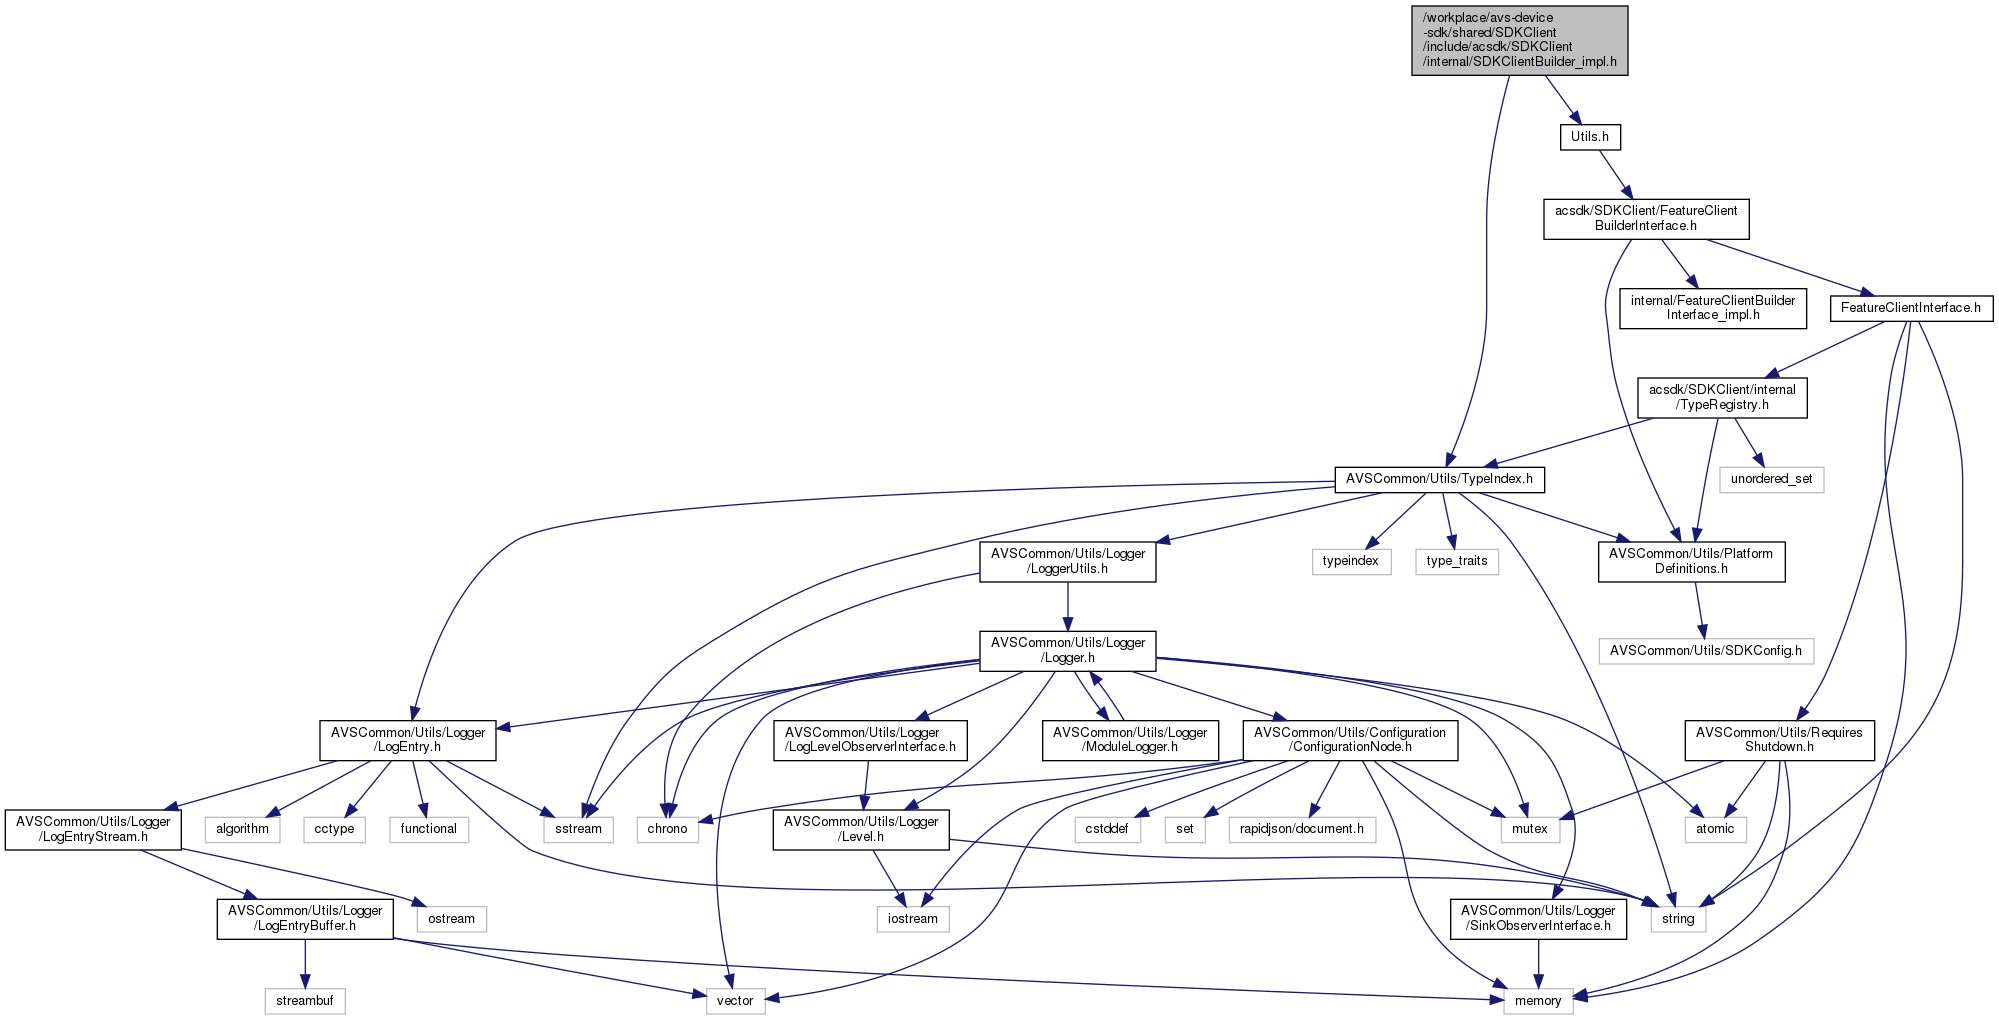 /workplace/avs-device
-sdk/shared/SDKClient
/include/acsdk/SDKClient
/internal/SDKClientBuilder_impl.h
Utils.h
acsdk/SDKClient/FeatureClient
BuilderInterface.h
internal/FeatureClientBuilder
Interface_impl.h
FeatureClientInterface.h
acsdk/SDKClient/internal
/TypeRegistry.h
AVSCommon/Utils/TypeIndex.h
unordered_set
AVSCommon/Utils/Logger
/LoggerUtils.h
typeindex
type_traits
AVSCommon/Utils/Platform
Definitions.h
AVSCommon/Utils/Logger
/Logger.h
AVSCommon/Utils/SDKConfig.h
AVSCommon/Utils/Logger
/LogEntry.h
AVSCommon/Utils/Logger
/LogLevelObserverInterface.h
AVSCommon/Utils/Logger
/ModuleLogger.h
AVSCommon/Utils/Configuration
/ConfigurationNode.h
AVSCommon/Utils/Requires
Shutdown.h
AVSCommon/Utils/Logger
/LogEntryStream.h
algorithm
cctype
functional
sstream
chrono
AVSCommon/Utils/Logger
/Level.h
cstddef
set
rapidjson/document.h
mutex
atomic
AVSCommon/Utils/Logger
/LogEntryBuffer.h
ostream
iostream
AVSCommon/Utils/Logger
/SinkObserverInterface.h
string
streambuf
vector
memory